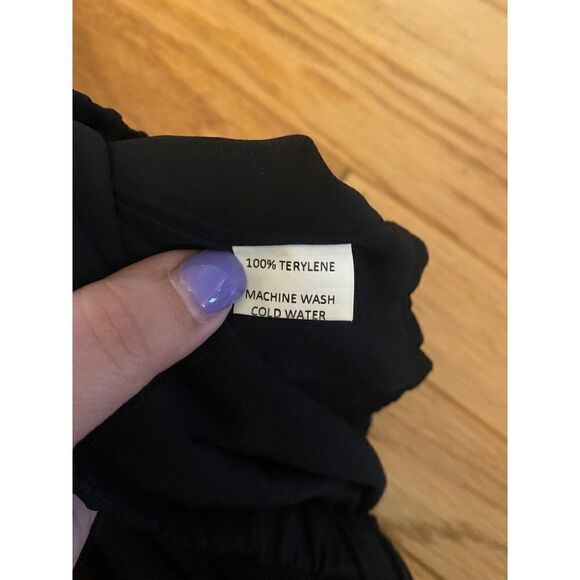 100% TERYLENE
MACHINE WASH
COLD WATER